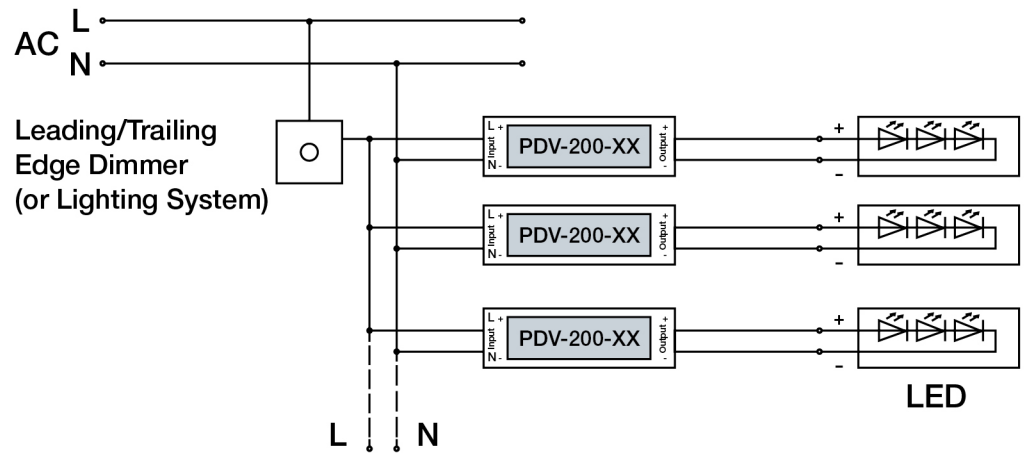 L
AC
N
Leading/Trailing
Edge Dimmer
(or Lighting System)
L +
Input
N -
PDV-200-XX
Output
+
-
+
-
L +
Input
N -
PDV-200-XX
Output
+
-
+
-
L +
Input
N -
PDV-200-XX
Output
+
-
+
-
LED
L
N